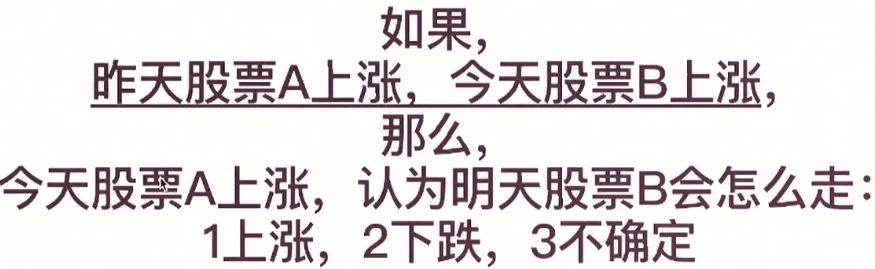 如果，
昨天股票A上涨，今天股票B上涨，
那么，
今天股票A上涨，认为明天股票B会怎么走：
1上涨，2下跌，3不确定